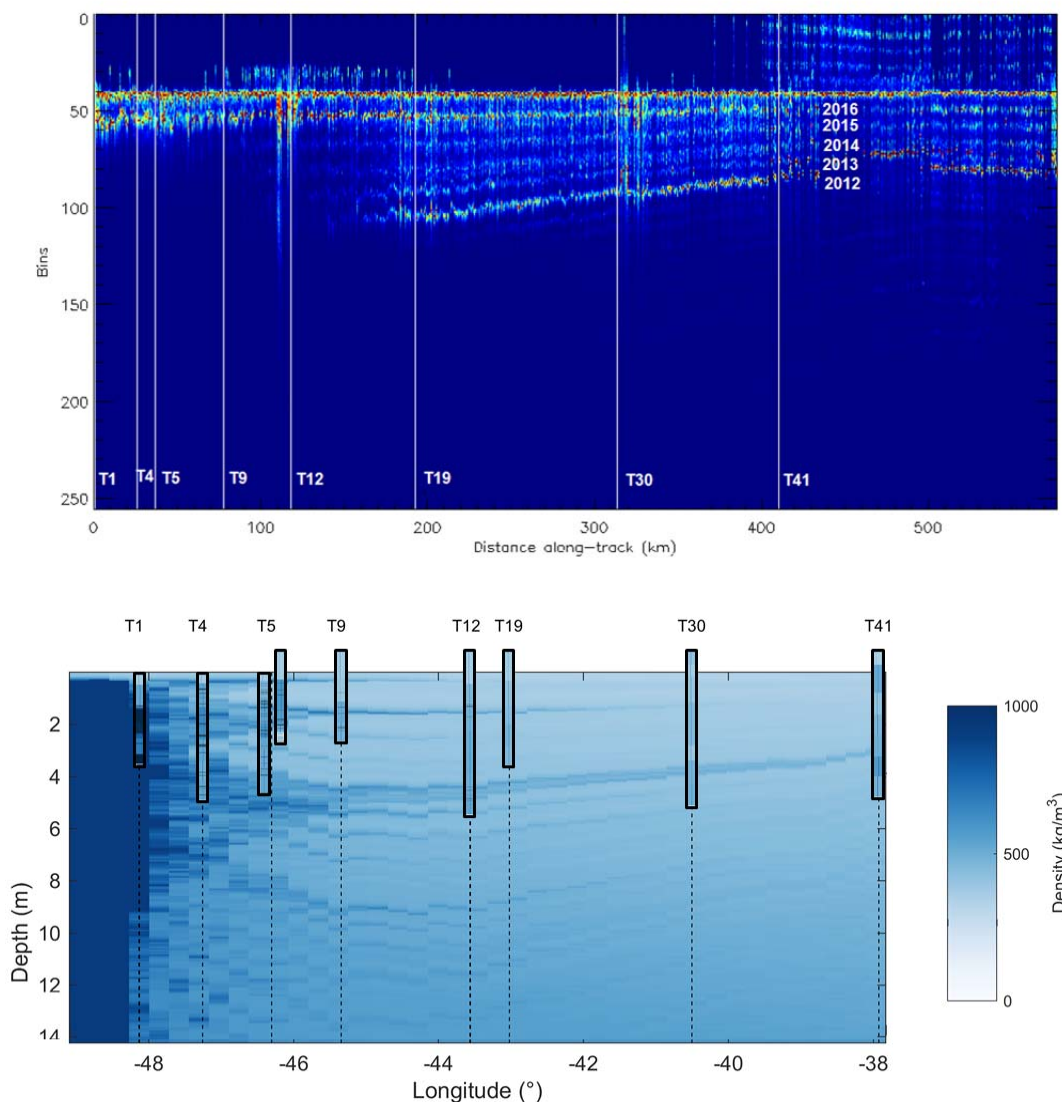 0
50
100
150
200
250
Bins
2016
2015
2014
2013
2012
T1 T4 T5 T9 T12 T19 T30 T41
0 100 200 300 400 500
Distance along-track (km)
T1 T4 T5 T9 T12 T19 T30 T41
2
4
6
8
10
12
14
Depth (m)
-48 -46 -44 -42 -40 -38
Longitude (°)
1000
500
0
Density (kg/m³)